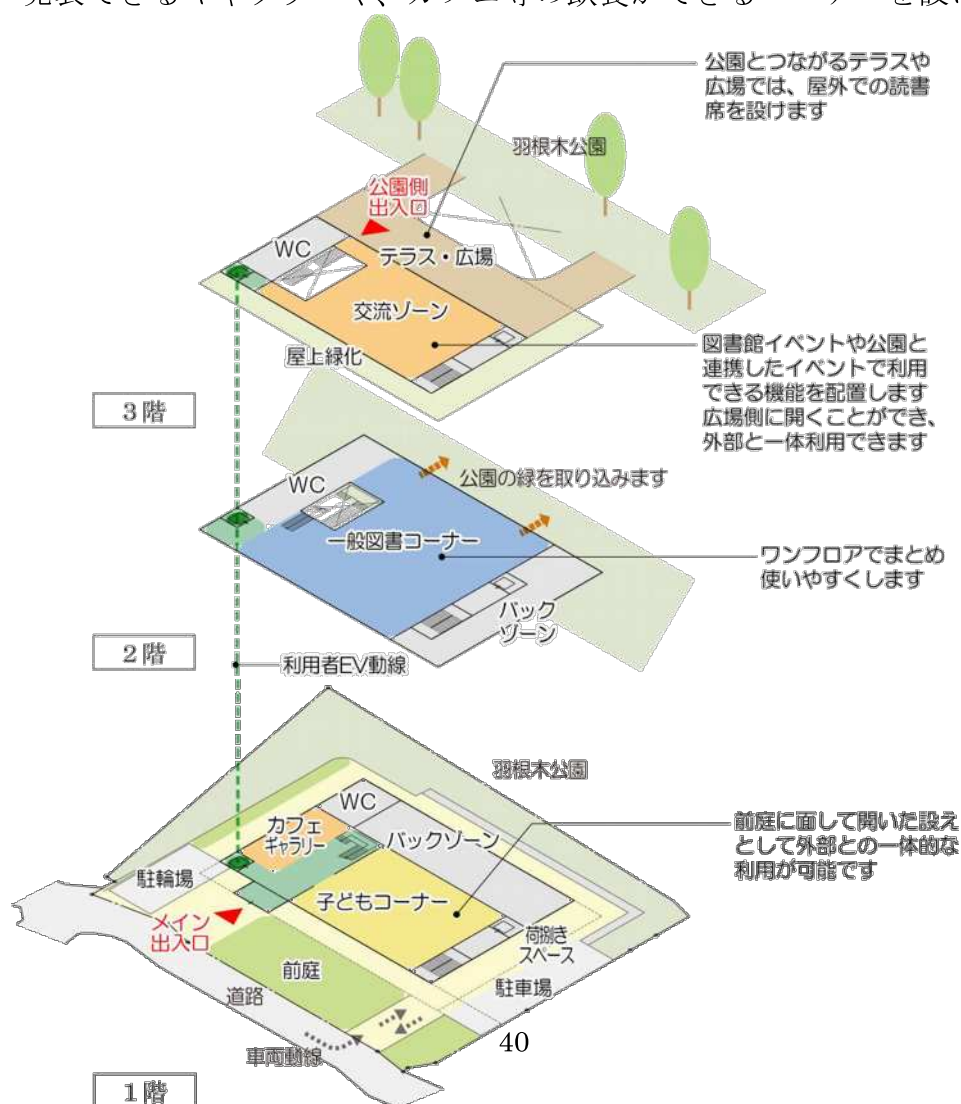 発表できるギャラリーや、カフェ等の飲食ができるコーナーを設け
公園とつながるテラスや
広場では、屋外での読書
席を設けます
羽根木公園
公園側
出入口
WC
テラス・広場
交流ゾーン
屋上緑化
図書館イベントや公園と
連携したイベントで利用
できる機能を配置します
広場側に開くことができ、
外部と一体利用できます
3階
WC
公園の緑を取り込みます
一般図書コーナー
ワンフロアでまとめ
使いやすくします
バック
ゾーン
2階
利用者EV動線
羽根木公園
WC
カフェ
ギャラリー
バックゾーン
前庭に面して開いた設え
として外部との一体的な
利用が可能です
駐輪場
子どもコーナー
メイン
出入口
荷捌き
スペース
前庭
駐車場
道路
車両動線
40
1階